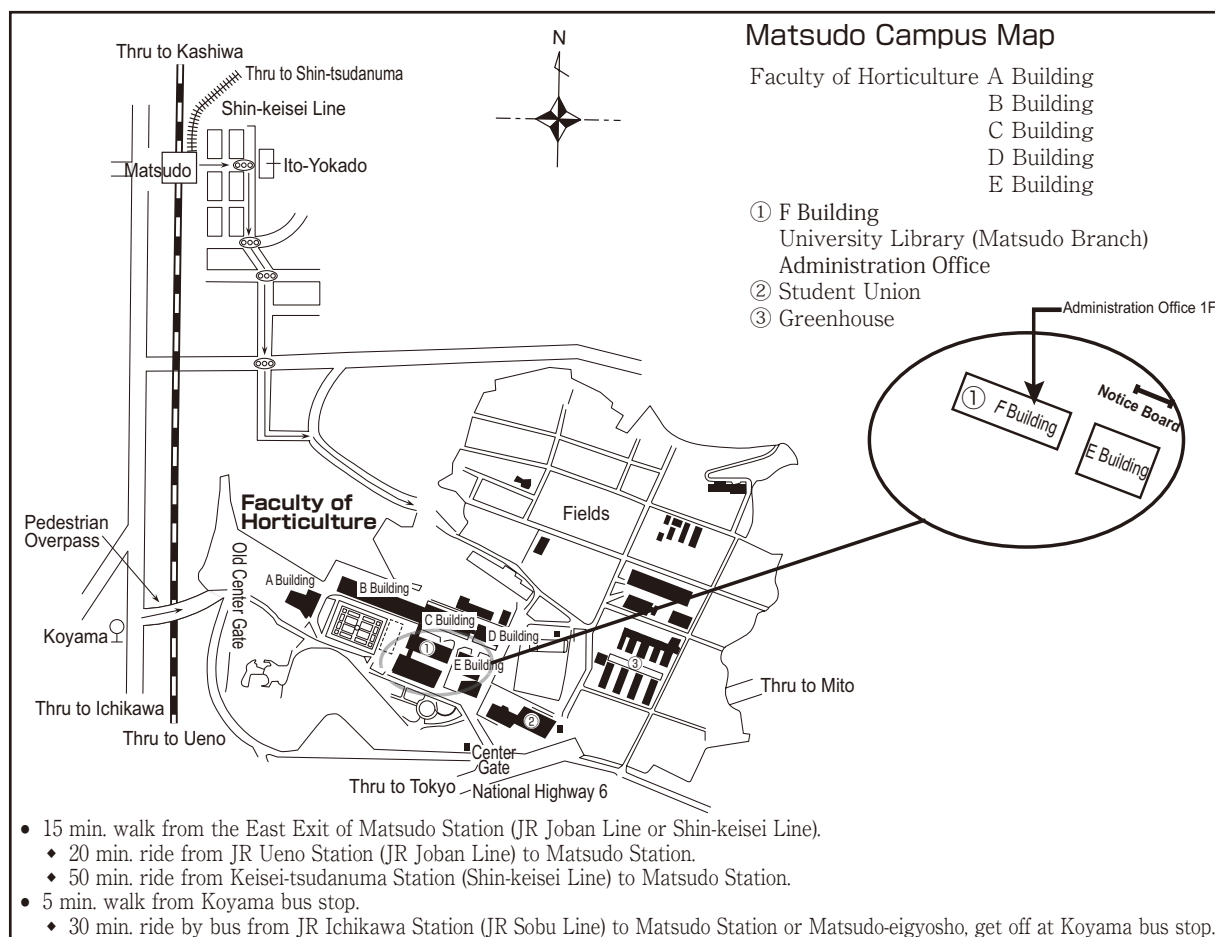 Matsudo Campus Map
Faculty of Horticulture A Building
B Building
C Building
D Building
E Building
① F Building
University Library (Matsudo Branch)
Administration Office
② Student Union
③ Greenhouse
N
Thru to Kashiwa
Thru to Shin-tsudanuma
Shin-keisei Line
Matsudo
Ito-Yokado
Administration Office 1F
① F Building
Notice Board
E Building
Faculty of
Horticulture
Fields
Pedestrian
Overpass
Old Center Gate
A Building
B Building
C Building
D Building
①
E Building
③
②
Koyama
Thru to Mito
Thru to Ichikawa
Thru to Ueno
Center
Gate
Thru to Tokyo
National Highway 6
• 15 min. walk from the East Exit of Matsudo Station (JR Joban Line or Shin-keisei Line).
◆ 20 min. ride from JR Ueno Station (JR Joban Line) to Matsudo Station.
◆ 50 min. ride from Keisei-tsudanuma Station (Shin-keisei Line) to Matsudo Station.
• 5 min. walk from Koyama bus stop.
◆ 30 min. ride by bus from JR Ichikawa Station (JR Sobu Line) to Matsudo Station or Matsudo-eigyosho, get off at Koyama bus stop.